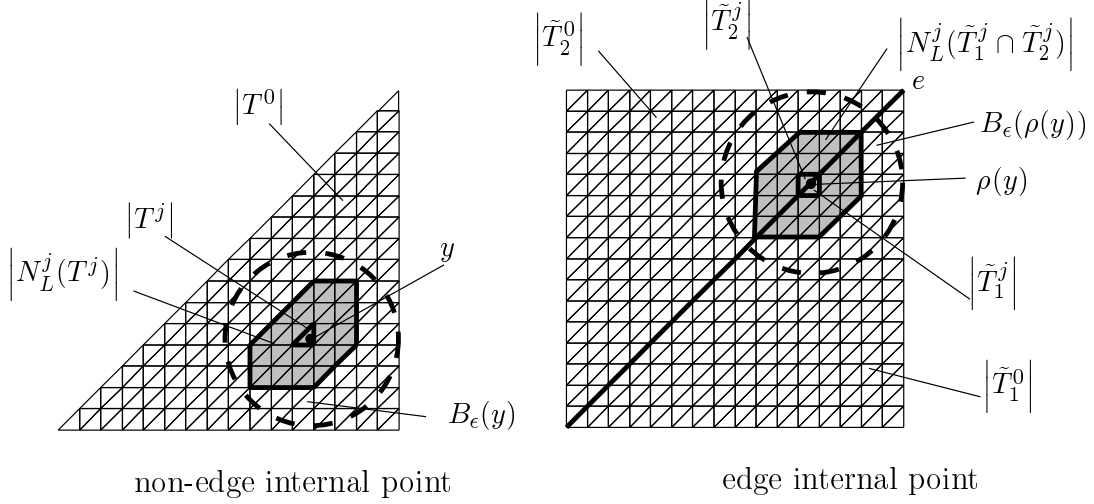 |T^0|
|T^j|
|N_L^j(T^j)|
y
B_ϵ(y)
non-edge internal point
|T̃_2^0|
|T̃_2^j|
|N_L^j(T̃_1^j ∩ T̃_2^j)|
e
B_ϵ(ρ(y))
ρ(y)
|T̃_1^j|
|T̃_1^0|
edge internal point